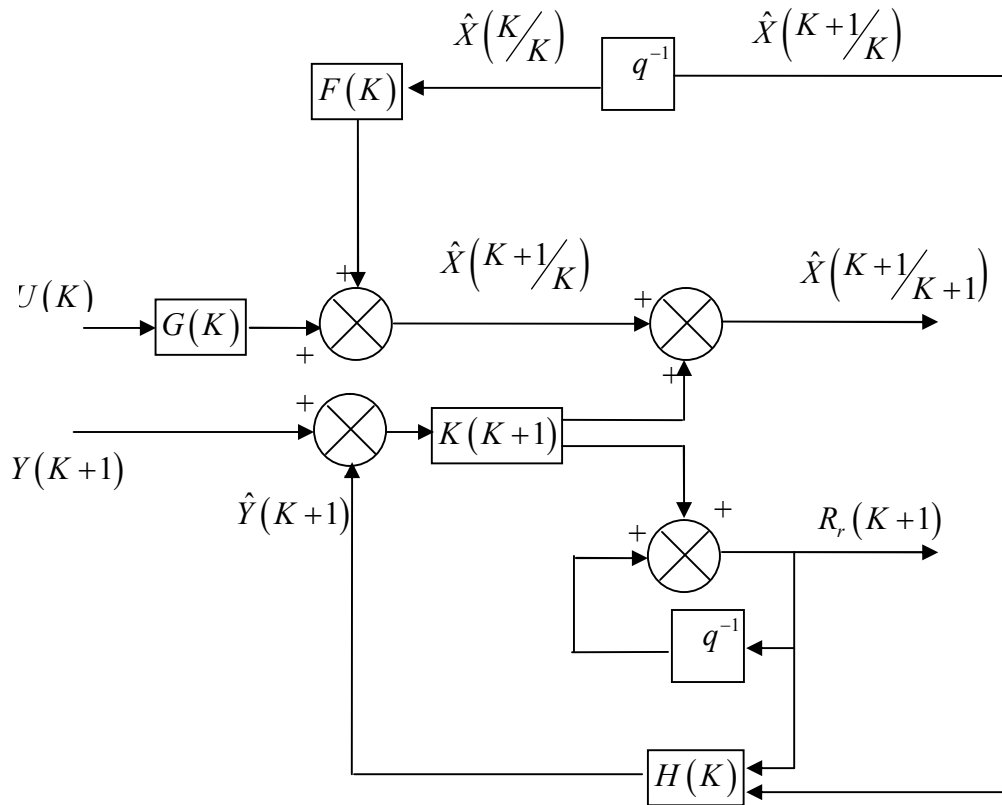 X̂(K/K) X̂(K+1/K)
q⁻¹
F(K)
+ X̂(K+1/K) + X̂(K+1/K+1)
U(K)
G(K)
+ +
+ K(K+1)
Y(K+1)
Ŷ(K+1) + R_r(K+1)
+
q⁻¹
H(K)